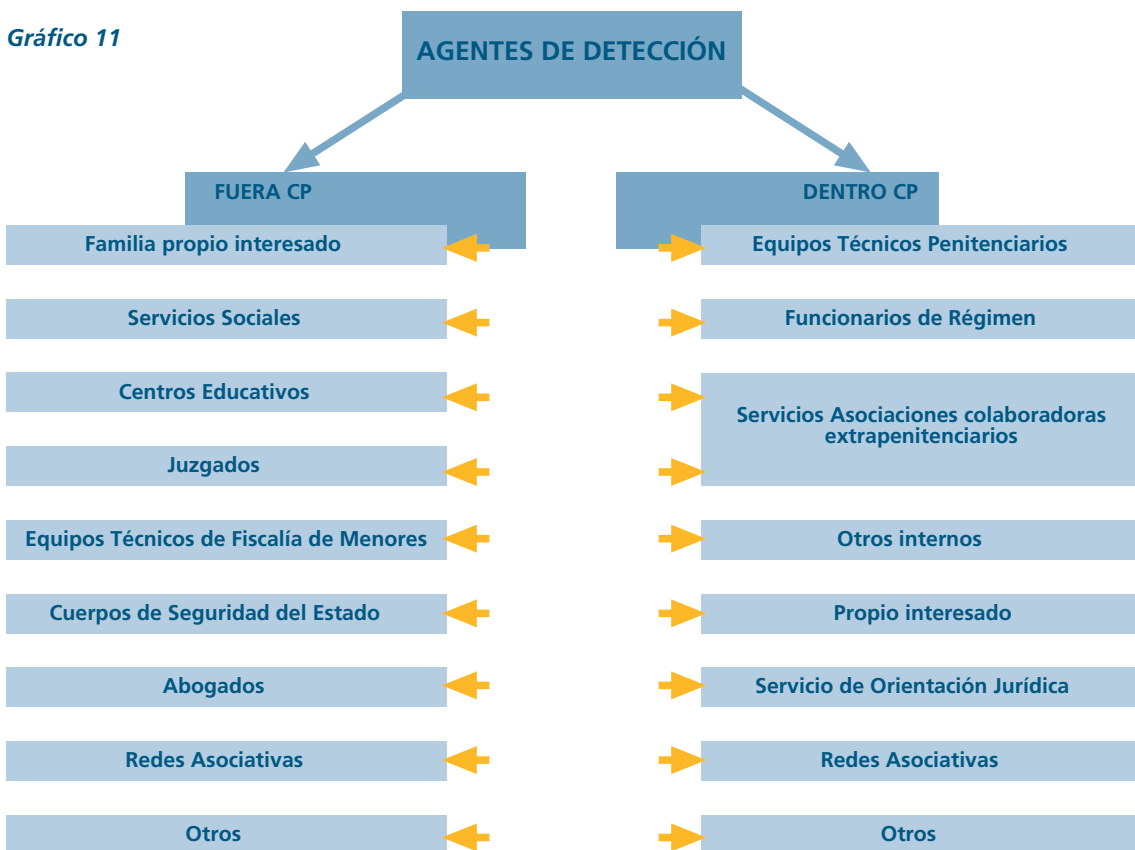 Gráfico 11
AGENTES DE DETECCIÓN
FUERA CP
Familia propio interesado
Servicios Sociales
Centros Educativos
Juzgados
Equipos Técnicos de Fiscalía de Menores
Cuerpos de Seguridad del Estado
Abogados
Redes Asociativas
Otros
DENTRO CP
Equipos Técnicos Penitenciarios
Funcionarios de Régimen
Servicios Asociaciones colaboradoras
extrapenitenciarios
Otros internos
Propio interesado
Servicio de Orientación Jurídica
Redes Asociativas
Otros